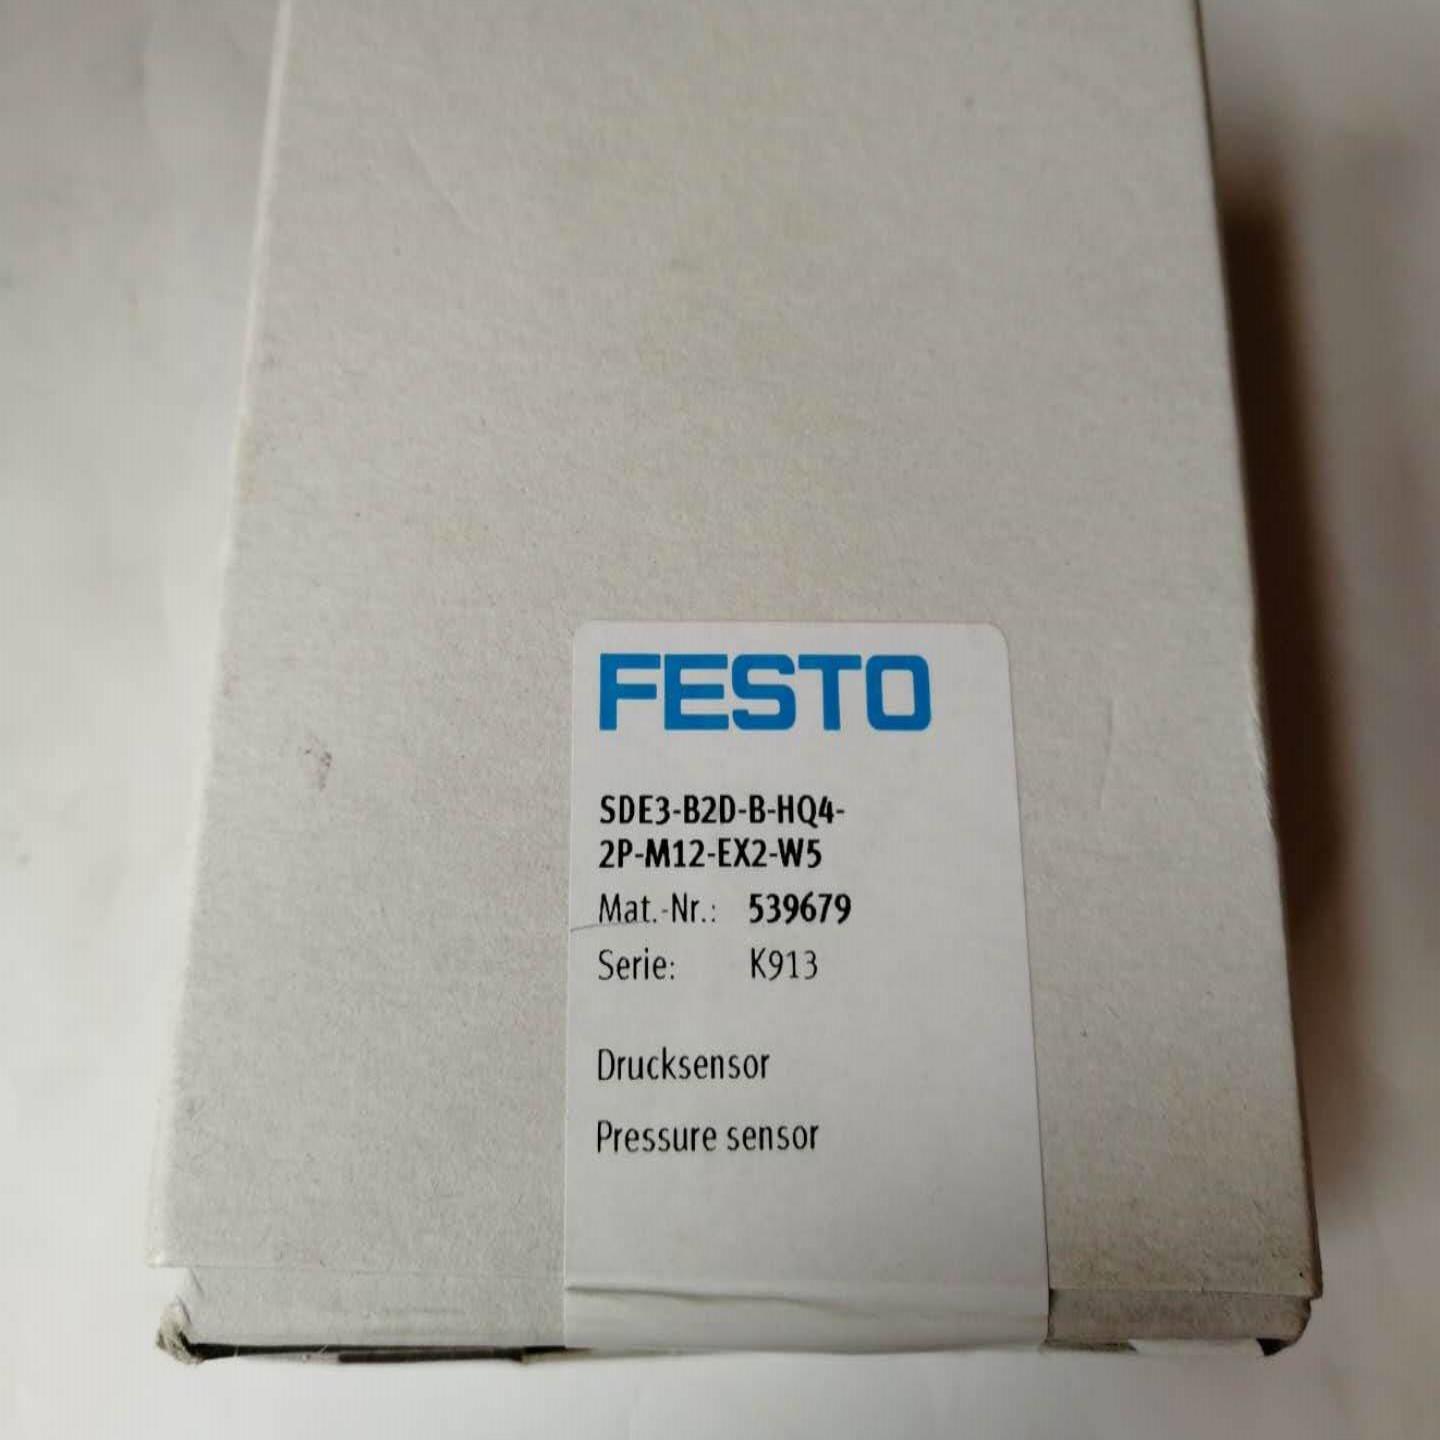 FESTO
SDE3-B2D-B-HQ4-
2P-M12-EX2-W5
Mat.-Nr.: 539679
Serie: K913
Drucksensor
Pressure sensor